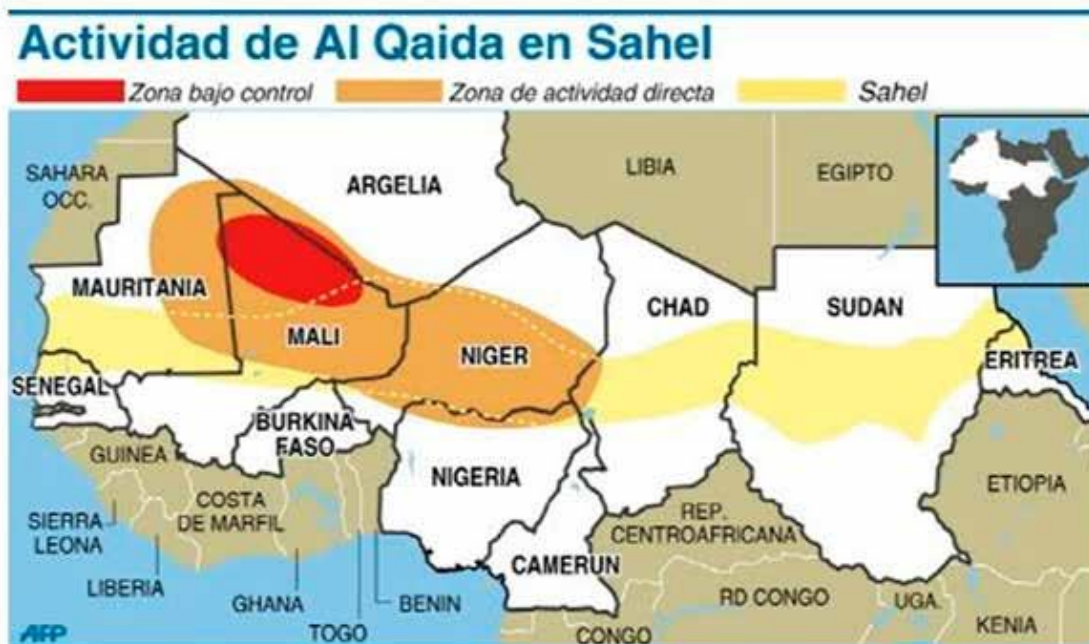 Actividad de Al Qaida en Sahel
Zona bajo control
Zona de actividad directa
Sahel
SAHARA
OCC.
ARGELIA
LIBIA
EGIPTO
MAURITANIA
MALI
NIGER
CHAD
SUDAN
ERITREA
SENEGAL
BURKINA
FASO
NIGERIA
GUINEA
COSTA
DE MARFIL
SIERRA
LEONA
LIBERIA
GHANA
TOGO
BENIN
CAMERUN
REP.
CENTROAFRICANA
ETIOPIA
RD CONGO
UGA.
KENIA
CONGO
AFP